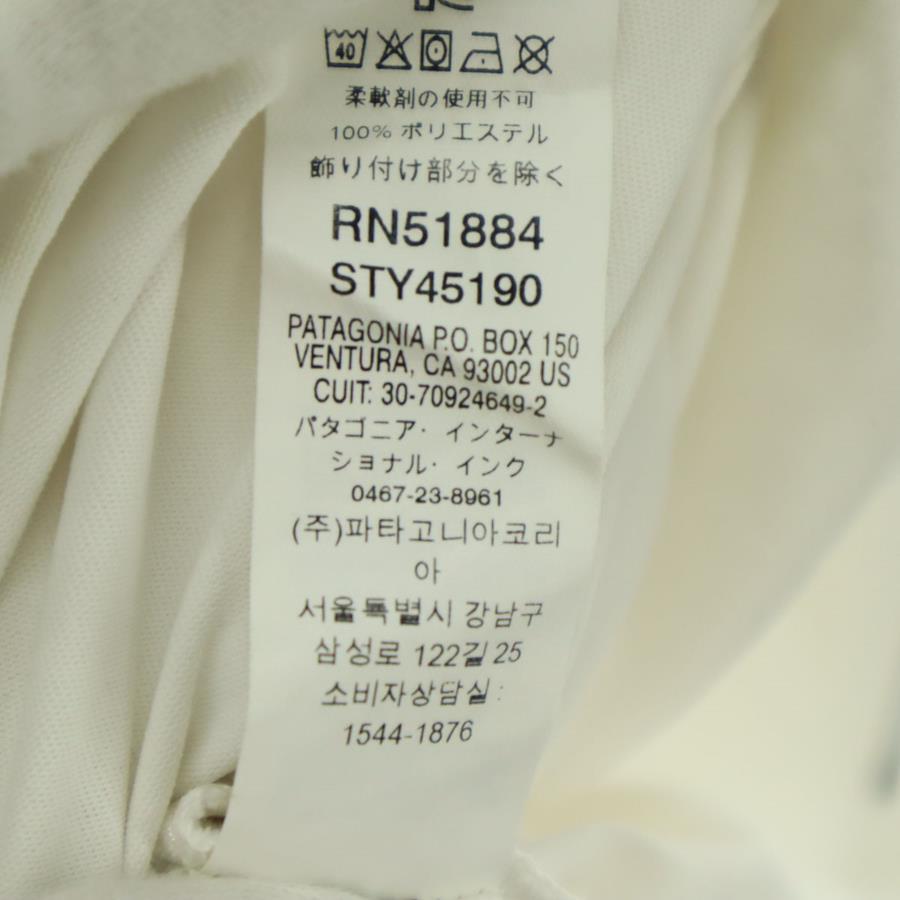 40
柔軟剤の使用不可
100% ポリエステル
飾り付け部分を除く
RN51884
STY45190
PATAGONIA P.O. BOX 150
VENTURA, CA 93002 US
CUIT: 30-70924649-2
パタゴニア・インターナ
ショナル・インク
0467-23-8961
(주)파타고니아코리
아
서울특별시 강남구
삼성로 122길 25
소비자상담실:
1544-1876